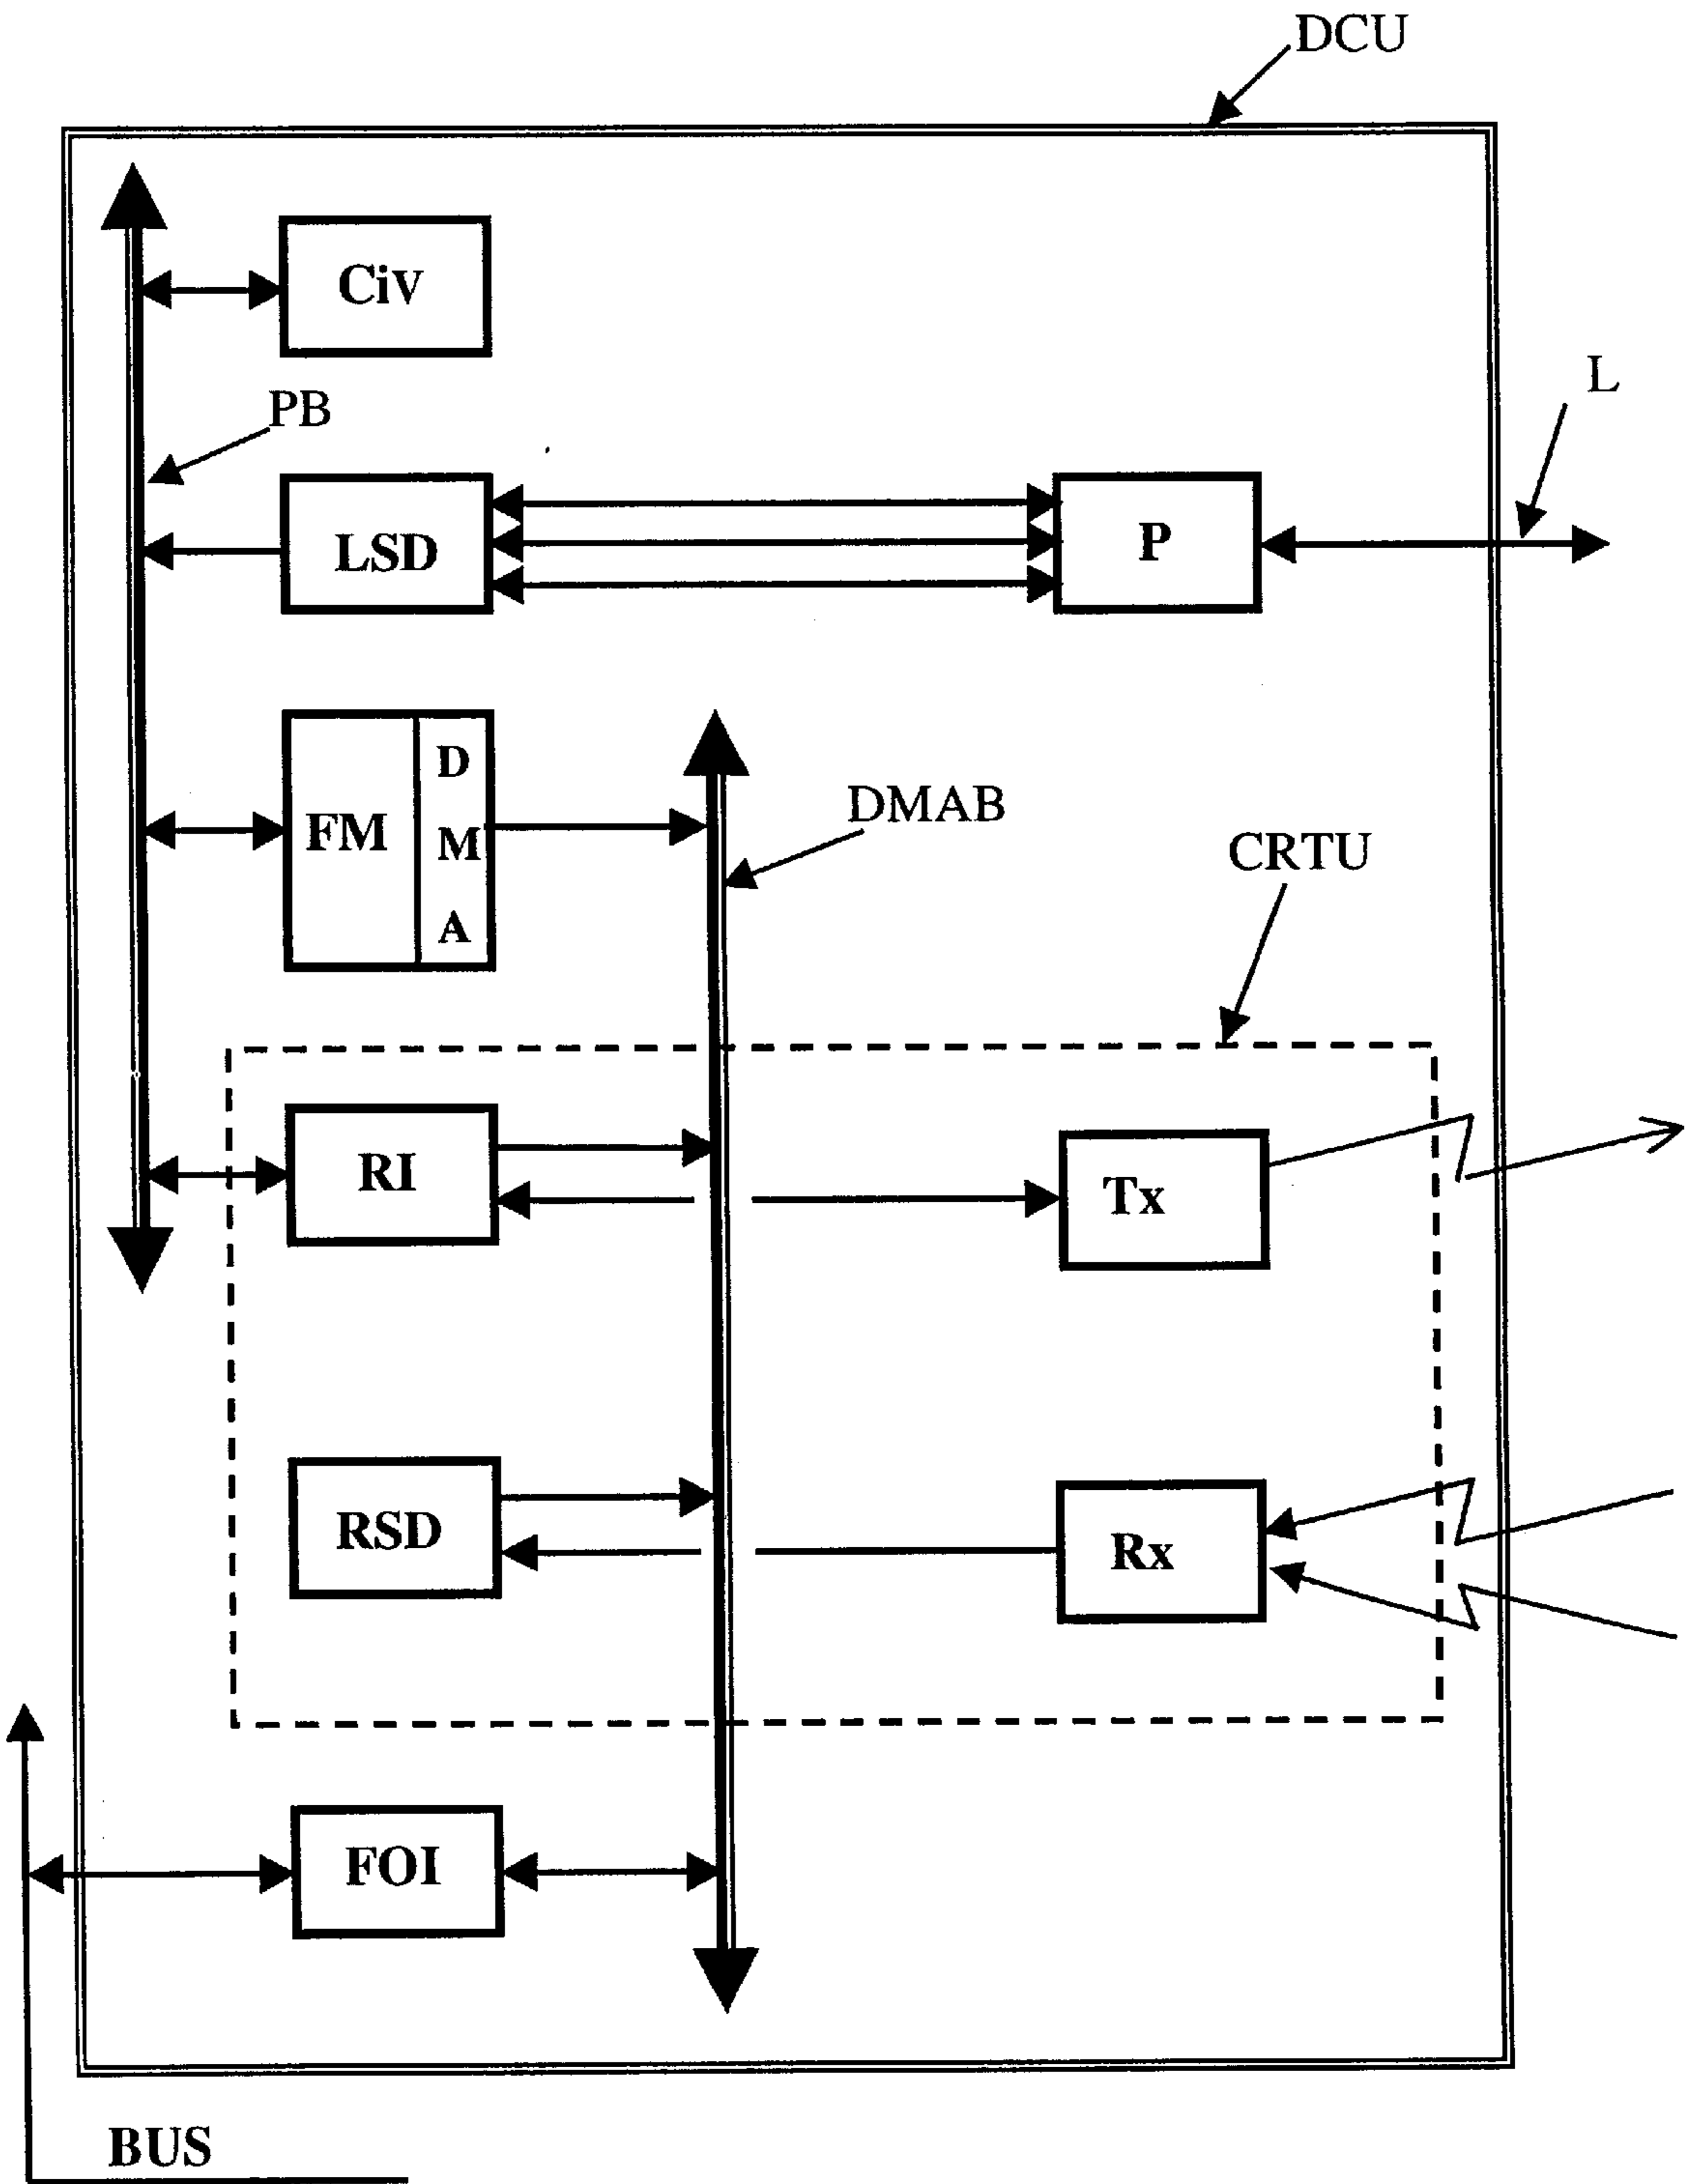 DCU
CiV
L
PB
LSD
P
FM
D
M
A
DMAB
CRTU
RI
Tx
RSD
Rx
FOI
BUS